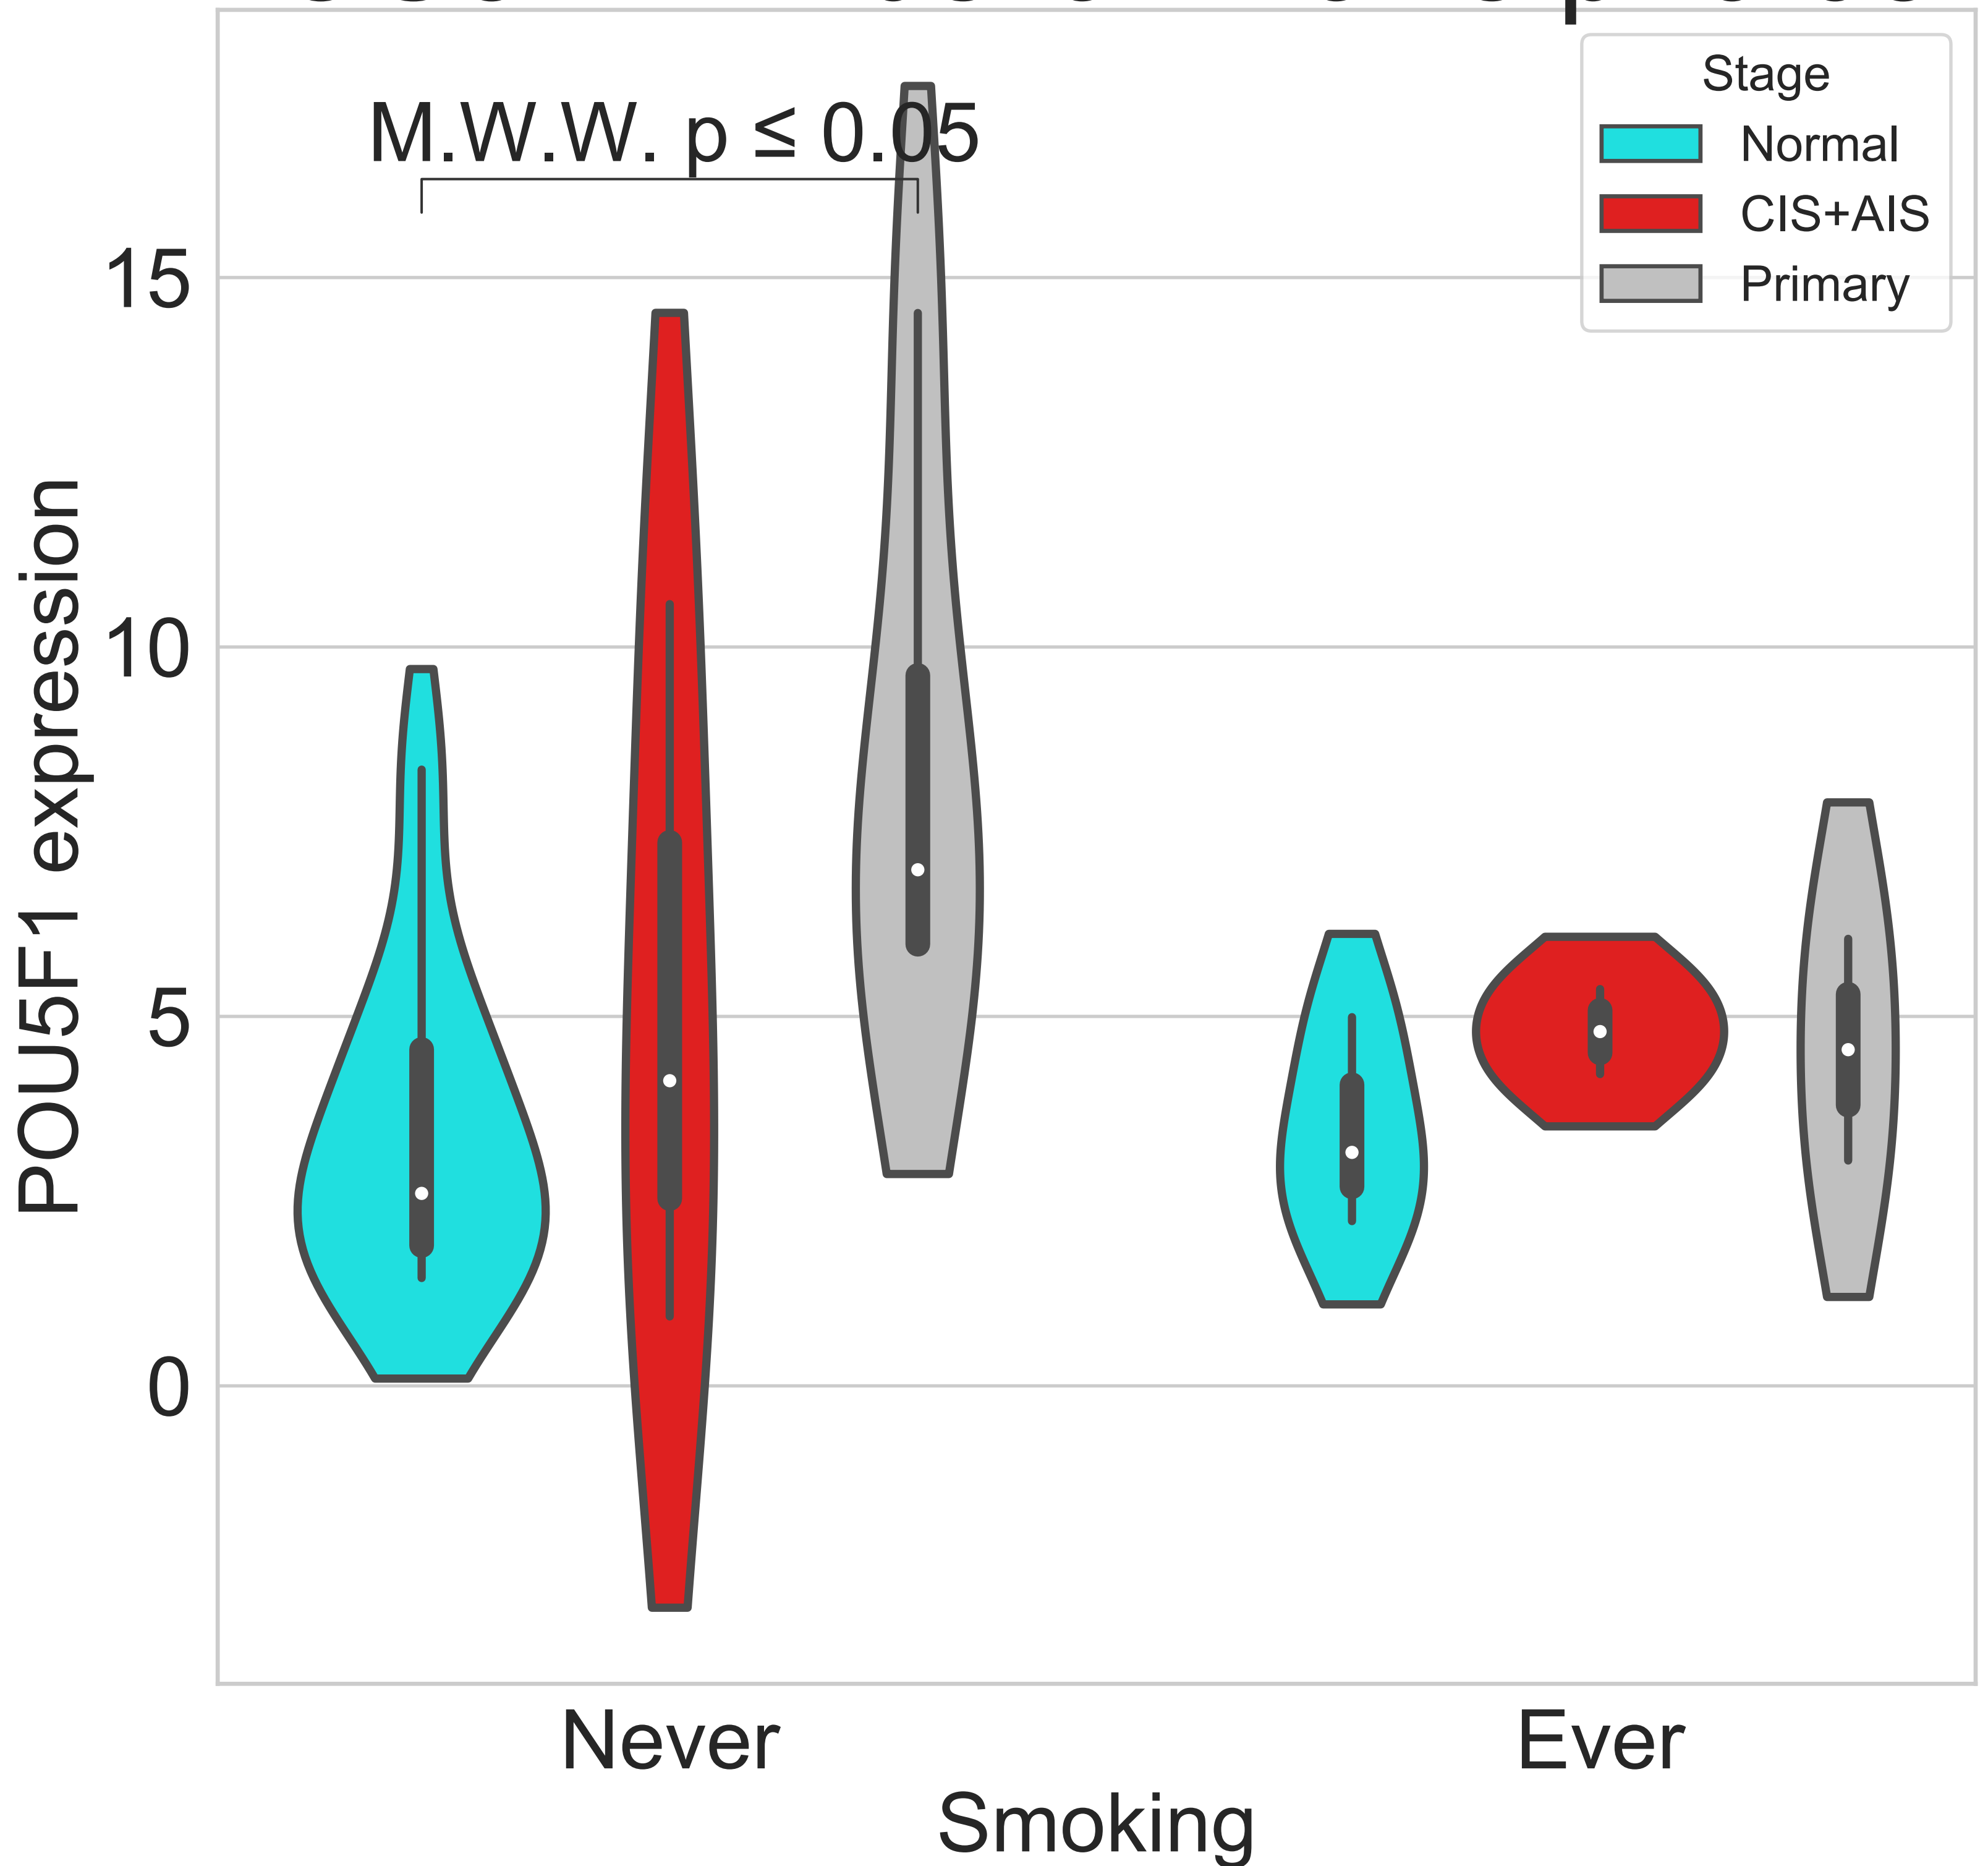 M.W.W. p ≤ 0.05
Stage
Normal
CIS+AIS
Primary
15
10
5
0
POU5F1 expression
Never
Ever
Smoking